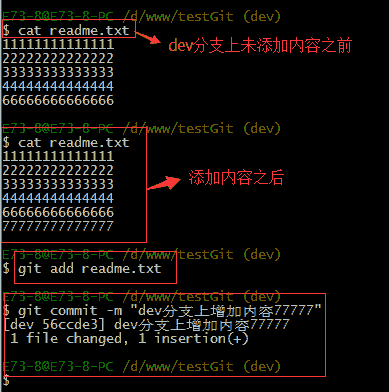 E73-8@E73-8-PC /d/www/testGit (dev)
$ cat readme.txt
dev分支上未添加内容之前
11111111111111
22222222222222
33333333333333
44444444444444
66666666666666
E73-8@E73-8-PC /d/www/testGit (dev)
$ cat readme.txt
11111111111111
22222222222222
33333333333333
44444444444444
添加内容之后
66666666666666
77777777777777
E73-8@E73-8-PC /d/www/testGit (dev)
$ git add readme.txt
E73-8@E73-8-PC /d/www/testGit (dev)
$ git commit -m "dev分支上增加内容77777"
[dev 56ccde3] dev分支上增加内容77777
 1 file changed, 1 insertion(+)
E73-8@E73-8-PC /d/www/testGit (dev)
$